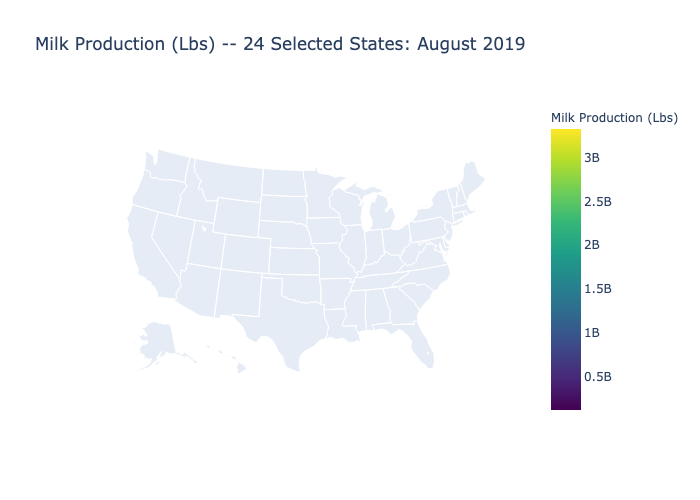 Milk Production (Lbs) -- 24 Selected States: August 2019
Milk Production (Lbs)
3B
2.5B
2B
1.5B
1B
0.5B